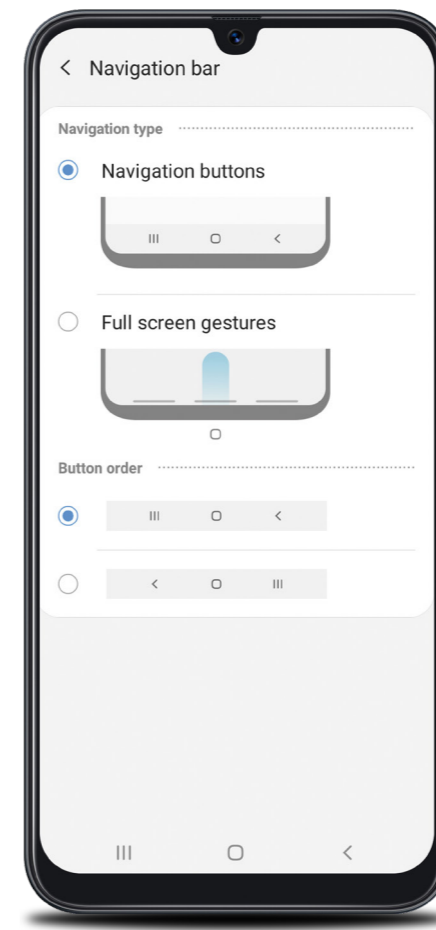 Navigation bar
Navigation type
Navigation buttons
Full screen gestures
Button order